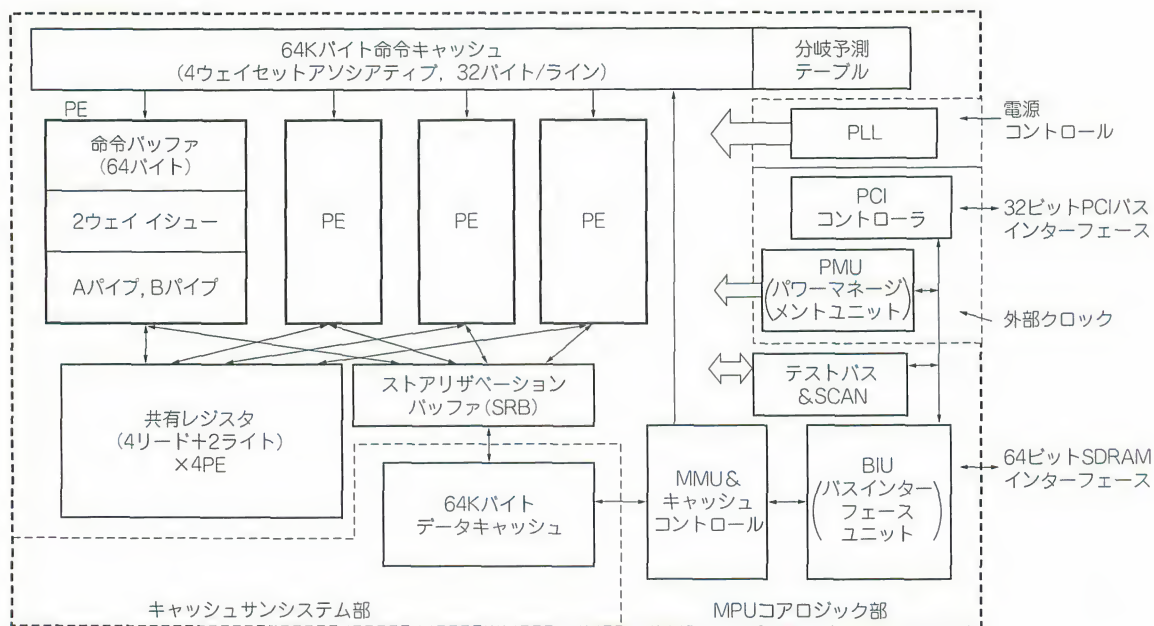 64Kバイト命令キャッシュ
(4ウェイセットアソシアティブ, 32バイト/ライン)
分岐予測
テーブル
PE
命令バッファ
(64バイト)
2ウェイ イシュー
Aパイプ, Bパイプ
PE
PE
PE
PLL
電源
コントロール
PCI
コントローラ
32ビットPCIバス
インターフェース
PMU
(パワーマネージ
メントユニット)
外部クロック
テストバス
&SCAN
共有レジスタ
(4リード+2ライト)
×4PE
ストアリザベーション
バッファ(SRB)
64Kバイト
データキャッシュ
MMU&
キャッシュ
コントロール
BIU
(バスインター
フェース
ユニット)
64ビットSDRAM
インターフェース
キャッシュサンシステム部
MPUコアロジック部